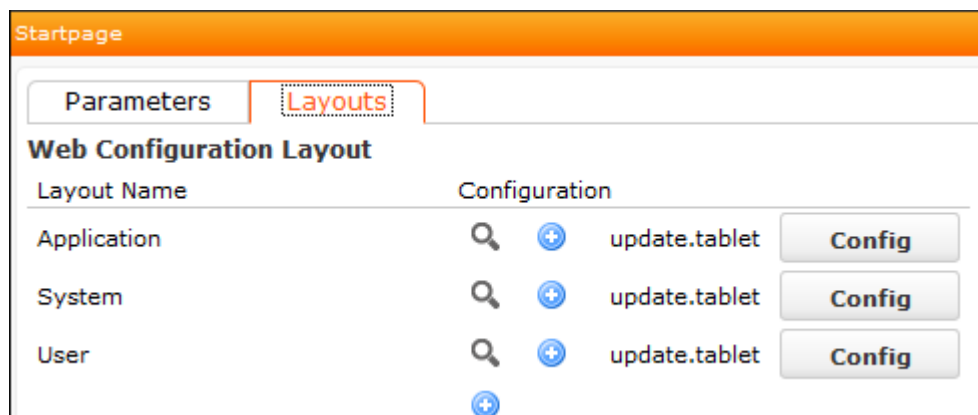 Startpage
Parameters Layouts
Web Configuration Layout
Layout Name Configuration
Application update.tablet Config
System update.tablet Config
User update.tablet Config